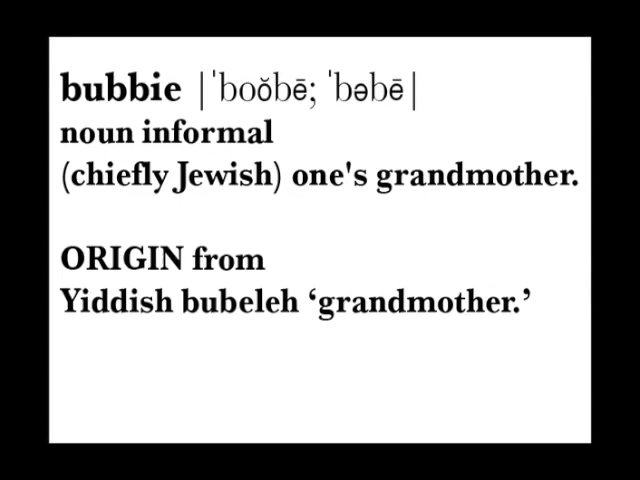 bubbie |ˈbo͝obē; ˈbəbē|
noun informal
(chiefly Jewish) one's grandmother.
ORIGIN from
Yiddish bubeleh ‘grandmother.’